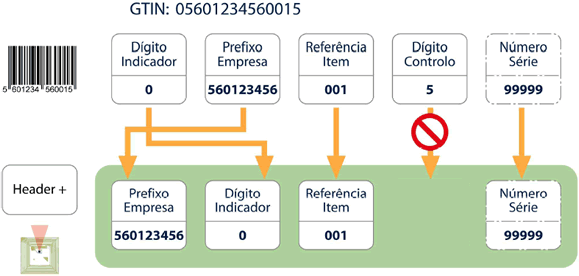 GTIN: 05601234560015
Dígito
Indicador
0
Prefixo
Empresa
560123456
Referência
Item
001
Dígito
Controlo
5
Número
Série
99999
5 601234 560015
Header +
Prefixo
Empresa
560123456
Dígito
Indicador
0
Referência
Item
001
Número
Série
99999